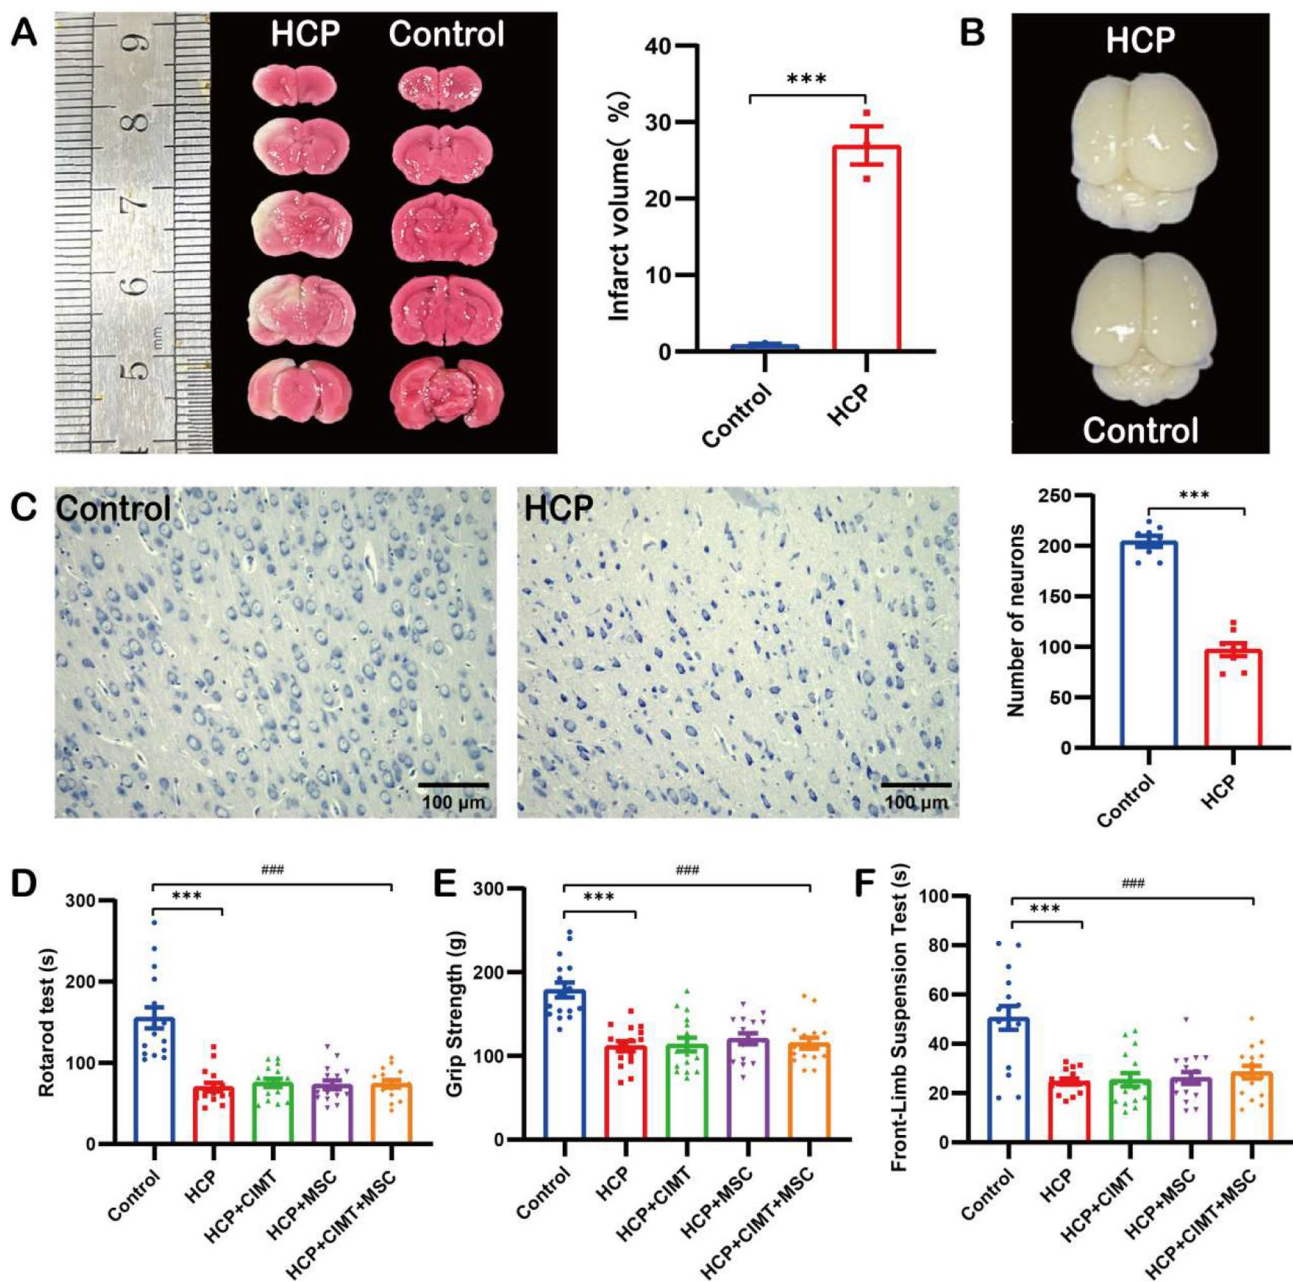 A
HCP Control
9
8
7
6
mm
5
40
30
20
10
0
Infarct volume( %)
***
Control
HCP
B
HCP
Control
C
Control
100 μm
HCP
100 μm
250
200
150
100
50
0
Number of neurons
***
Control
HCP
D
300
200
100
0
Rotarod test (s)
###
***
Control
HCP
HCP+CIMT
HCP+MSC
HCP+CIMT+MSC
E
300
200
100
0
Grip Strength (g)
###
***
Control
HCP
HCP+CIMT
HCP+MSC
HCP+CIMT+MSC
F
100
80
60
40
20
0
Front-Limb Suspension Test (s)
###
***
Control
HCP
HCP+CIMT
HCP+MSC
HCP+CIMT+MSC